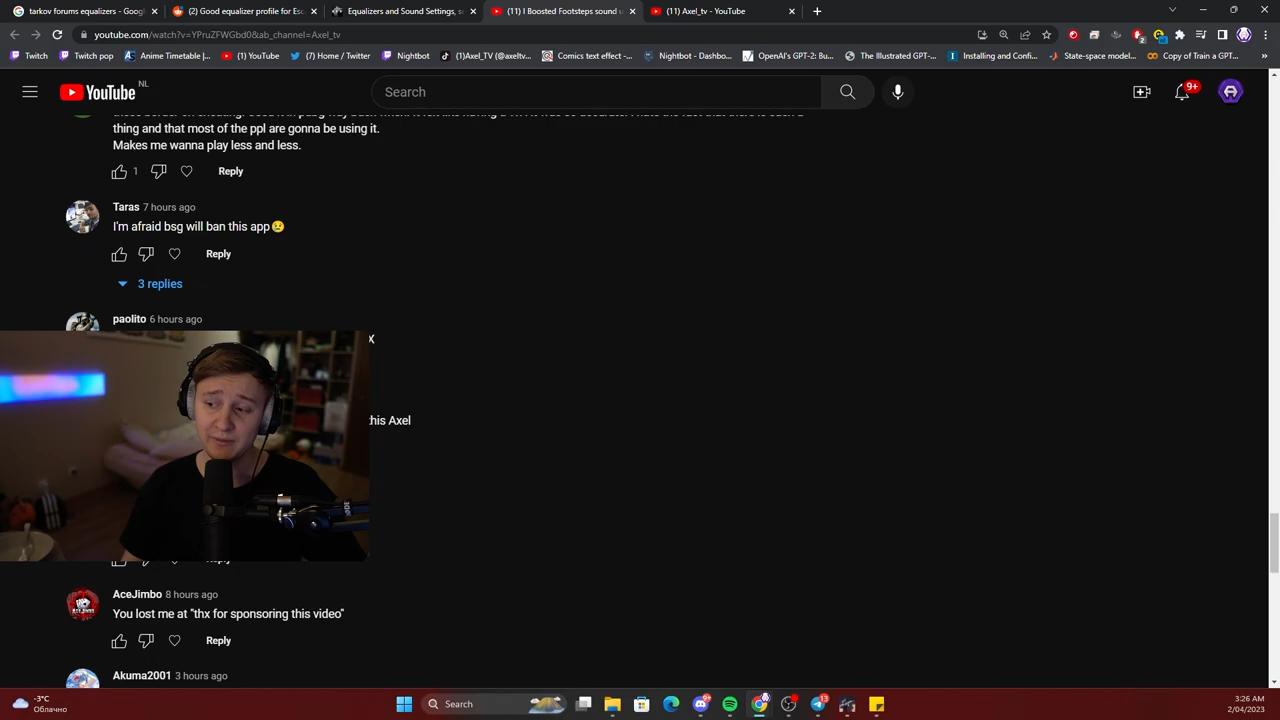 tarkov forums equalizers - Googl
(2) Good equalizer profile for Esc
Equalizers and Sound Settings, s
(11) I Boosted Footsteps sound u
(11) Axel_tv - YouTube
youtube.com/watch?v=YPruZFWGbd0&ab_channel=Axel_tv
Twitch
Twitch pop
Anime Timetable |...
(1) YouTube
(7) Home / Twitter
Nightbot
(1)Axel_TV (@axeltv...
Comics text effect -...
Nightbot - Dashbo...
OpenAI's GPT-2: Bu...
The Illustrated GPT-...
Installing and Confi...
State-space model...
Copy of Train a GPT...
YouTube NL
Search
9+
thing and that most of the ppl are gonna be using it.
Makes me wanna play less and less.
1
Reply
Taras 7 hours ago
I'm afraid bsg will ban this app😢
Reply
3 replies
paolito 6 hours ago
x
this Axel
AceJimbo 8 hours ago
You lost me at "thx for sponsoring this video"
Reply
Akuma2001 3 hours ago
-3°C
Облачно
Search
3:26 AM
2/04/2023